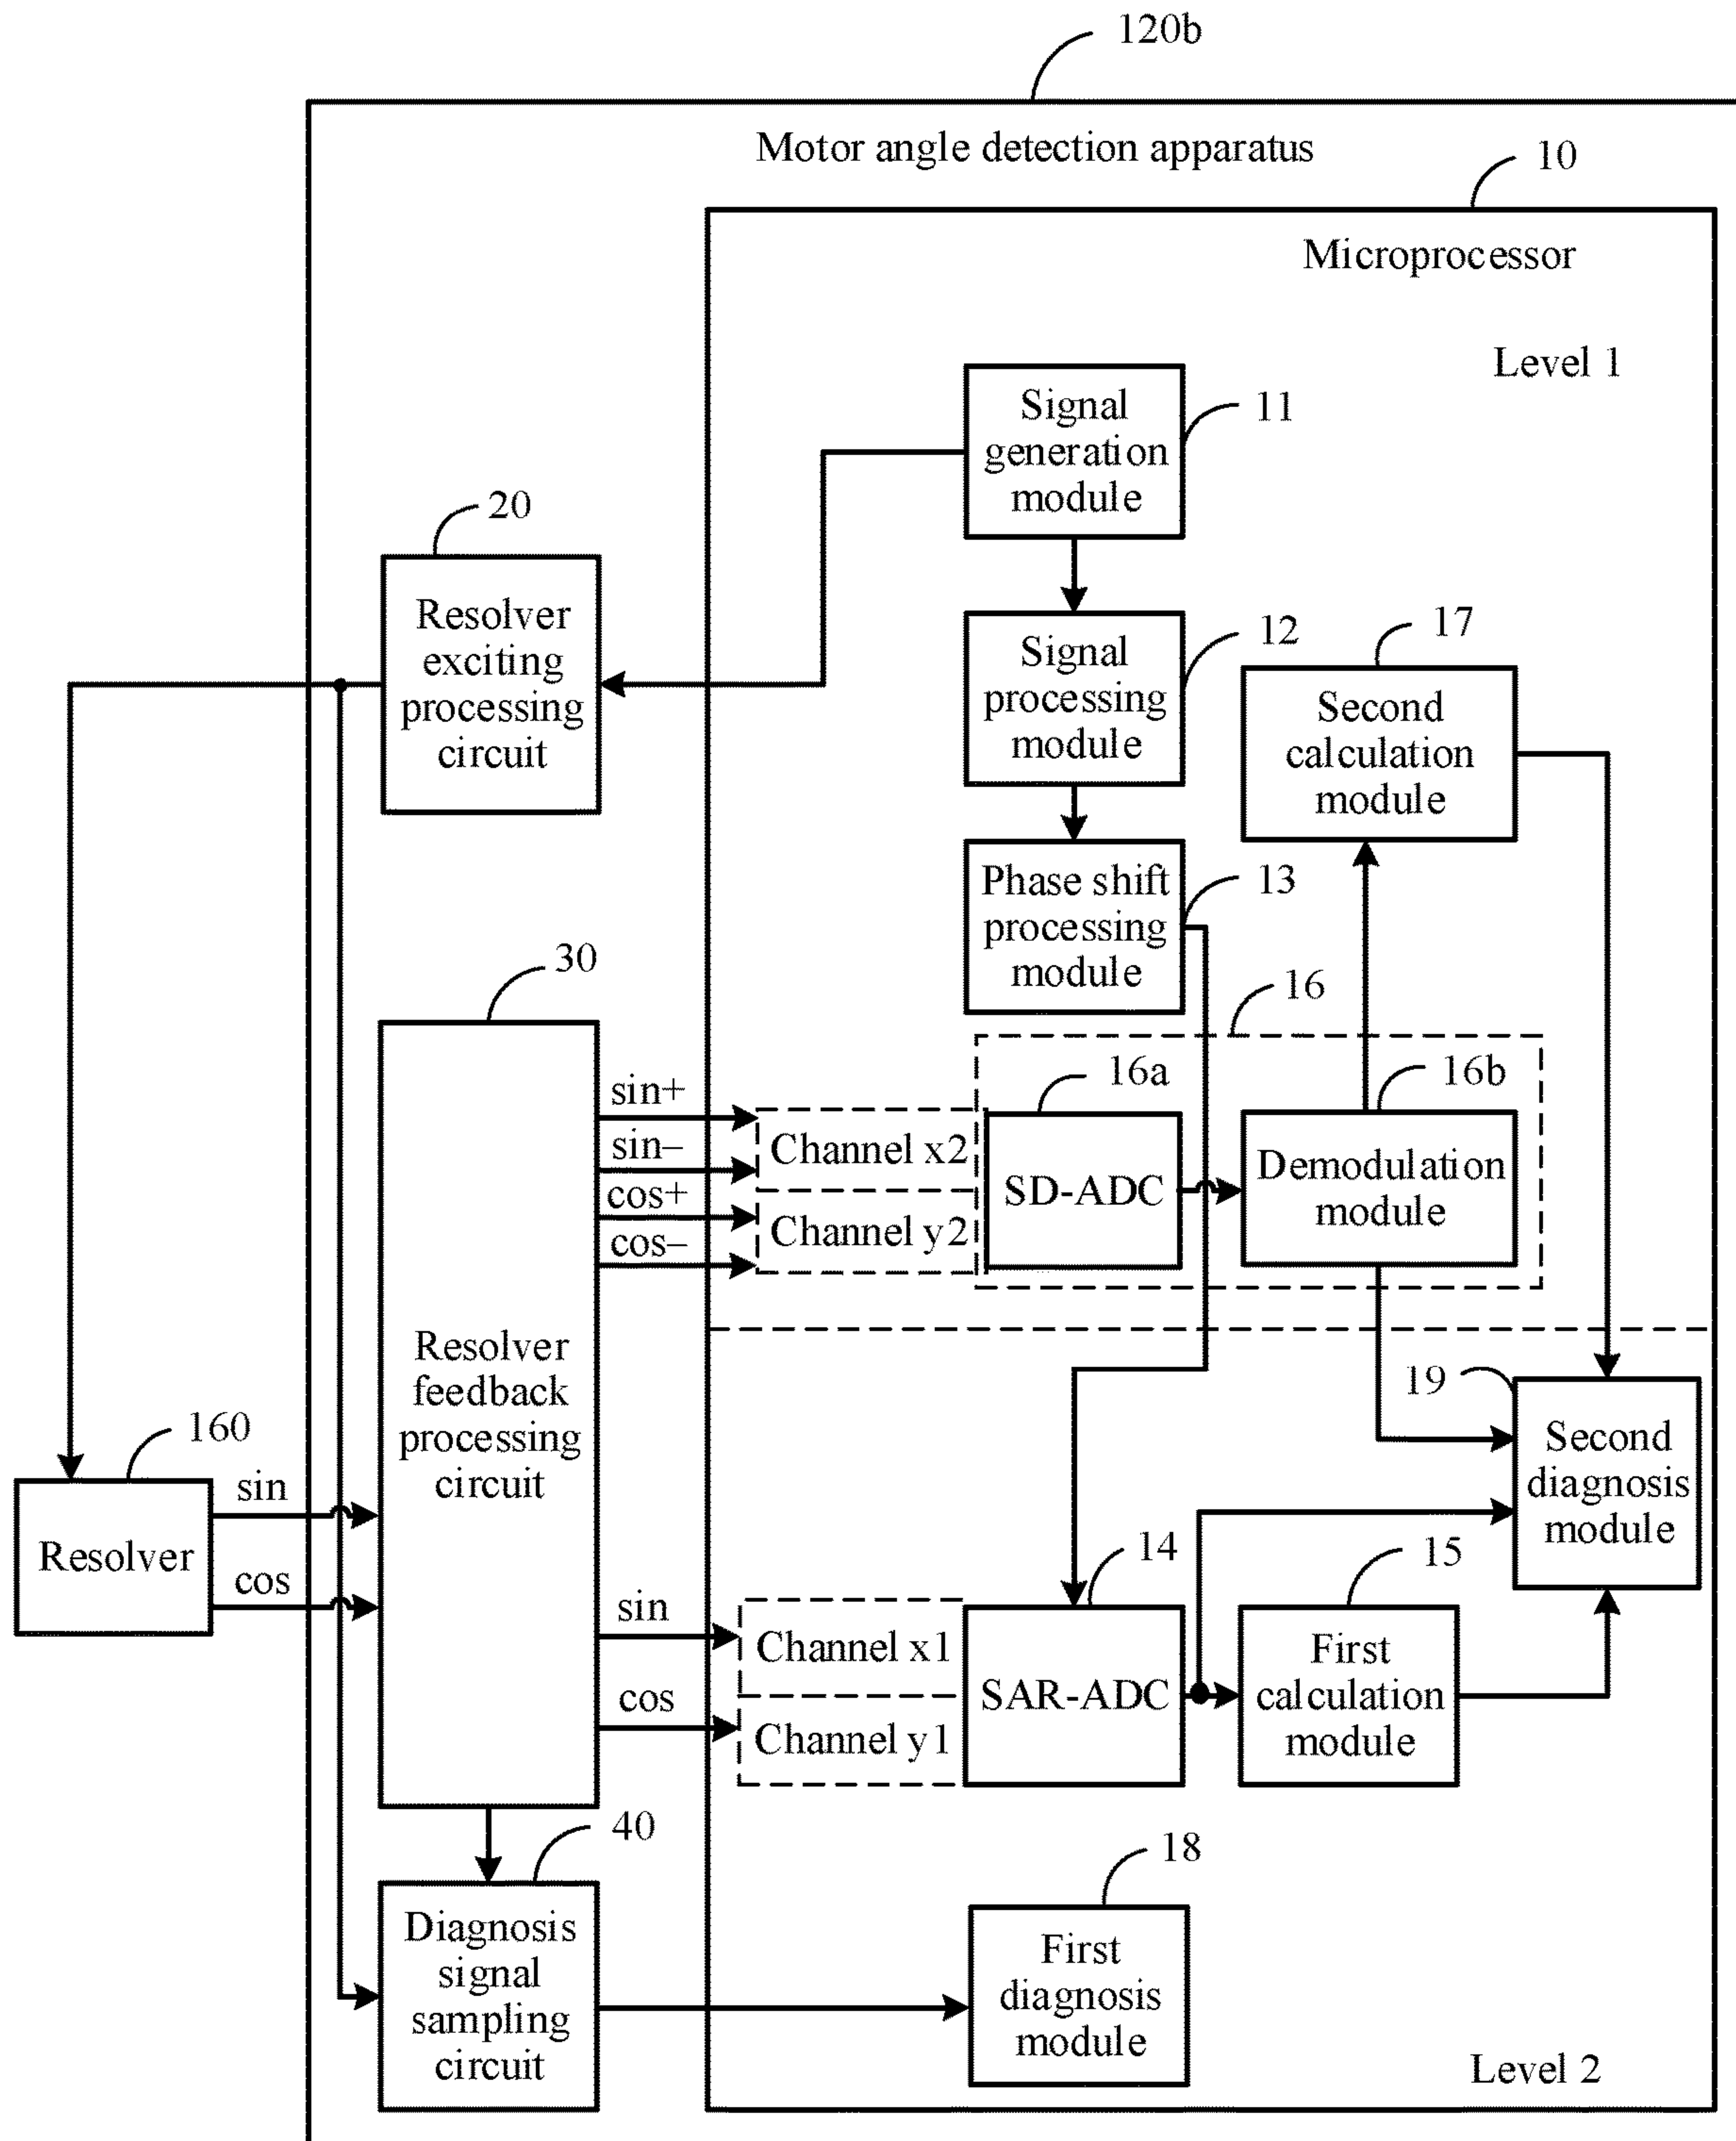 120b
Motor angle detection apparatus
10
Microprocessor
Level 1
Signal
generation
module
11
20
Resolver
exciting
processing
circuit
Signal
processing
module
12
17
Second
calculation
module
Phase shift
processing
module
13
30
16
16a
16b
sin+
sin–
cos+
cos–
Channel x2
Channel y2
SD-ADC
Demodulation
module
Resolver
feedback
processing
circuit
19
Second
diagnosis
module
160
Resolver
sin
cos
14
15
sin
cos
Channel x1
Channel y1
SAR-ADC
First
calculation
module
40
Diagnosis
signal
sampling
circuit
18
First
diagnosis
module
Level 2